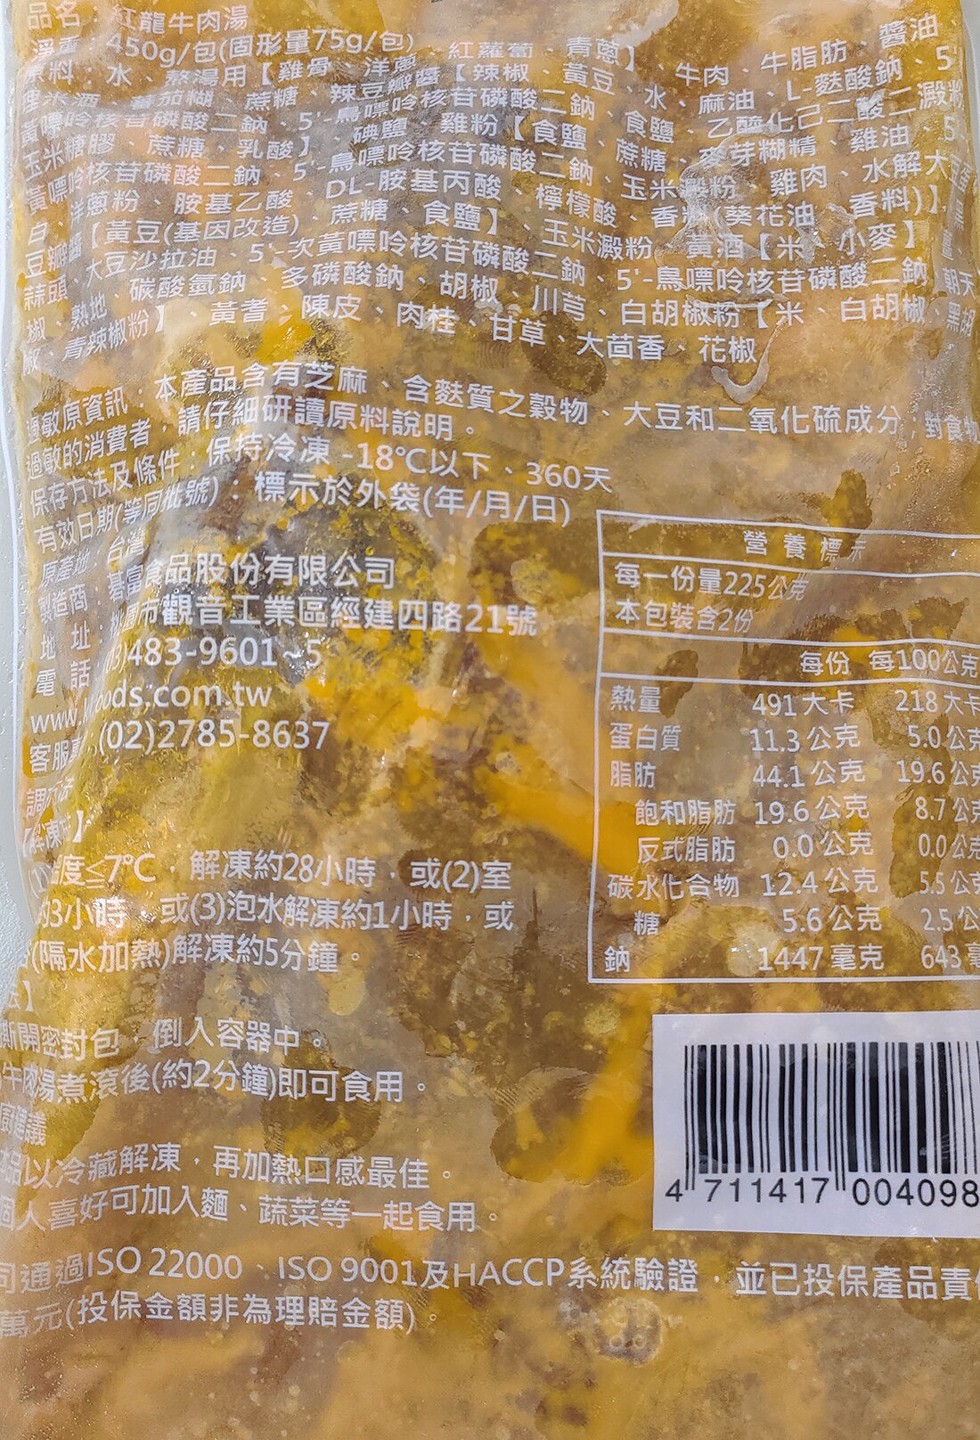 品名 紅龍牛肉湯
淨重:450g/包(固形量75g/包)
原料:水、熬湯用【雞骨、洋蔥、紅蘿蔔、青蔥】、牛肉、牛脂肪、醬油、
米酒、蕃茄糊、蔗糖、辣豆瓣醬【辣椒、黃豆、水、麻油、L-麩酸鈉、5'-
黃嘌呤核苷磷酸二鈉、5'-鳥嘌呤核苷磷酸二鈉、食鹽、乙醯化己二酸二澱粉
玉米糖膠、蔗糖、乳酸】、碘鹽、雞粉【食鹽、蔗糖、麥芽糊精、雞油、5'-
黃嘌呤核苷磷酸二鈉、5'-鳥嘌呤核苷磷酸二鈉、玉米澱粉、雞肉、水解大
洋蔥粉、胺基乙酸、DL-胺基丙酸、檸檬酸、香料(葵花油、香料)】
豆瓣醬【黃豆(基因改造)、蔗糖、食鹽】、玉米澱粉、黃酒【米、小麥】
蒜頭、大豆沙拉油、5'-次黃嘌呤核苷磷酸二鈉、5'-鳥嘌呤核苷磷酸二鈉
椒、熟地、碳酸氫鈉、多磷酸鈉、胡椒、川芎、白胡椒粉【米、白胡椒、黑胡
椒、青辣椒粉】、黃耆、陳皮、肉桂、甘草、大茴香、花椒
過敏原資訊:本產品含有芝麻、含麩質之穀物、大豆和二氧化硫成分,對食物
過敏的消費者,請仔細研讀原料說明。
保存方法及條件:保持冷凍 -18℃以下、360天
有效日期(等同批號):標示於外袋(年/月/日)
原產地:台灣
製造商:碁富食品股份有限公司
地 址 市觀音工業區經建四路21號
電 話 483-9601~5
www. ods.com.tw
客服專 (02)2785-8637
【解凍】
度≦7℃,解凍約28小時,或(2)室
約3小時,或(3)泡水解凍約1小時,或
(隔水加熱)解凍約5分鐘。
開密封包,倒入容器中。
牛肉湯煮滾後(約2分鐘)即可食用。
建議
以冷藏解凍,再加熱口感最佳。
個人喜好可加入麵、蔬菜等一起食用。
司通過ISO 22000、ISO 9001及HACCP系統驗證,並已投保產品責
萬元(投保金額非為理賠金額)。
營養標示
每一份量225公克
本包裝含2份
每份 每100公克
熱量 491大卡 218大卡
蛋白質 11.3公克 5.0公克
脂肪 44.1公克 19.6公克
飽和脂肪 19.6公克 8.7公克
反式脂肪 0.0公克 0.0公克
碳水化合物 12.4公克 5.5公克
糖 5.6公克 2.5公
鈉 1447毫克 643毫
4 711417 004098